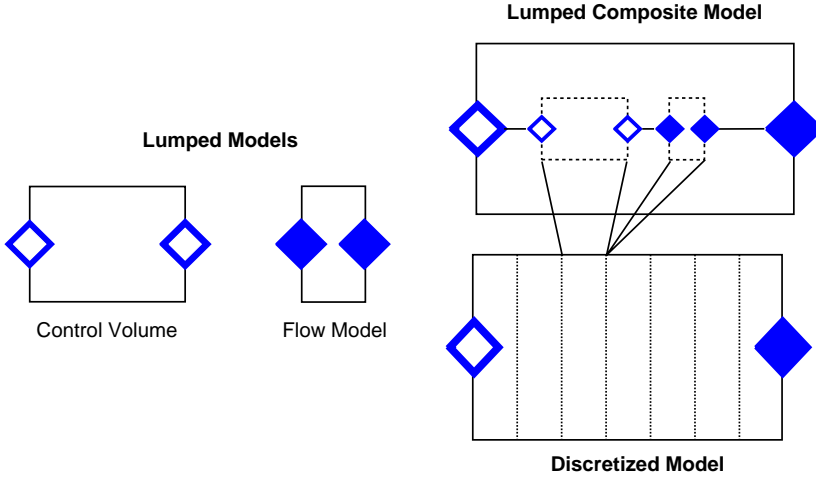 Lumped Composite Model
Lumped Models
Control Volume
Flow Model
Discretized Model